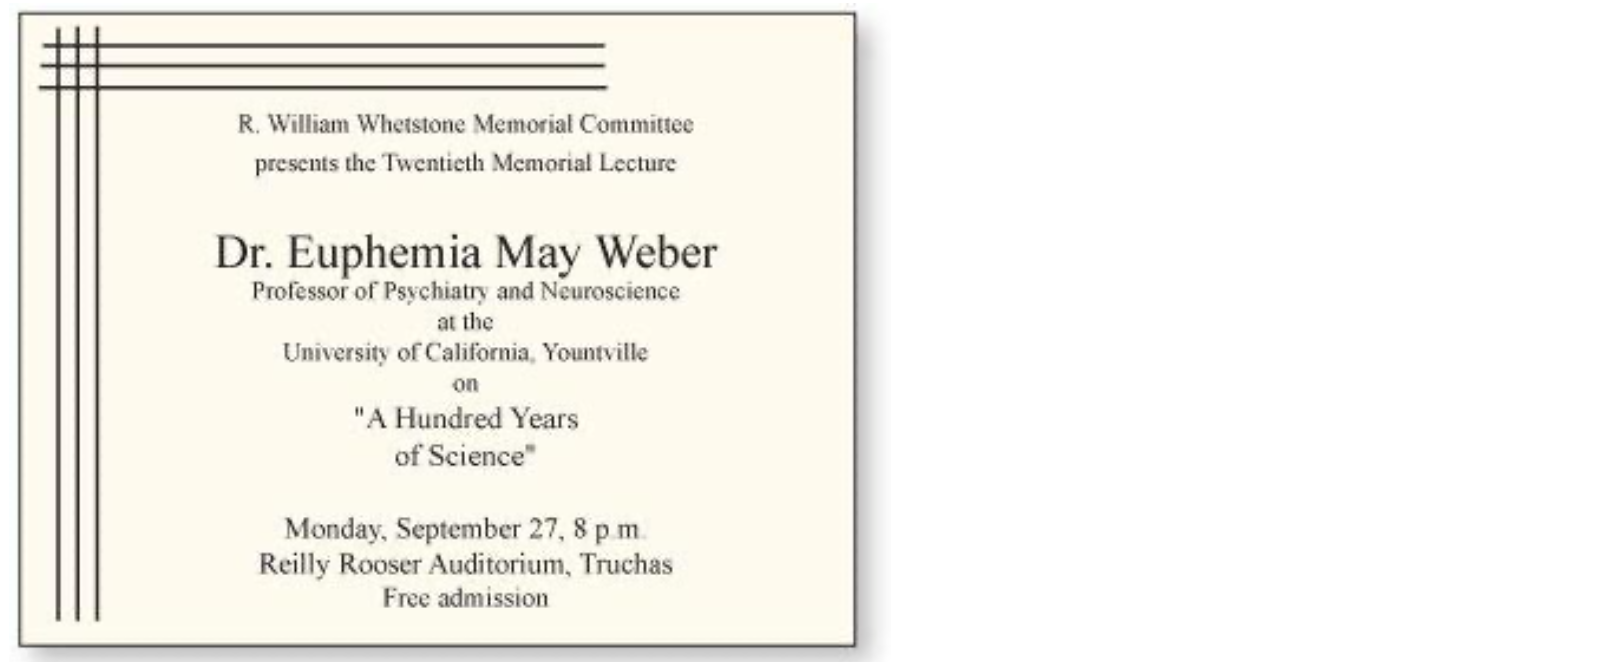 R. William Whetstone Memorial Committee
presents the Twentieth Memorial Lecture
Dr. Euphemia May Weber
Professor of Psychiatry and Neuroscience
at the
University of California, Yountville
on
"A Hundred Years
of Science"
Monday, September 27, 8 p.m.
Reilly Rooser Auditorium, Truchas
Free admission